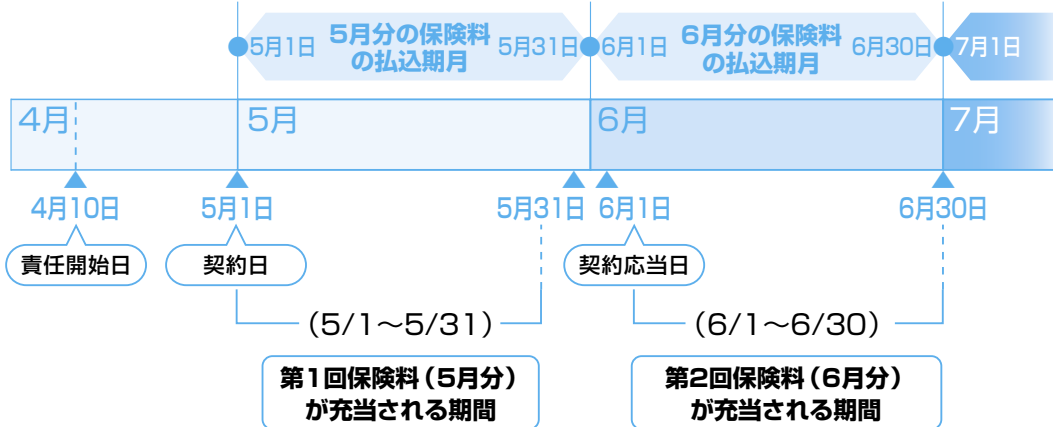 5月1日
5月分の保険料
の払込期月
5月31日
6月1日
6月分の保険料
の払込期月
6月30日
7月1日
4月
5月
6月
7月
4月10日
5月1日
5月31日
6月1日
6月30日
責任開始日
契約日
契約応当日
（5/1〜5/31）
（6/1〜6/30）
第1回保険料（5月分）
が充当される期間
第2回保険料（6月分）
が充当される期間